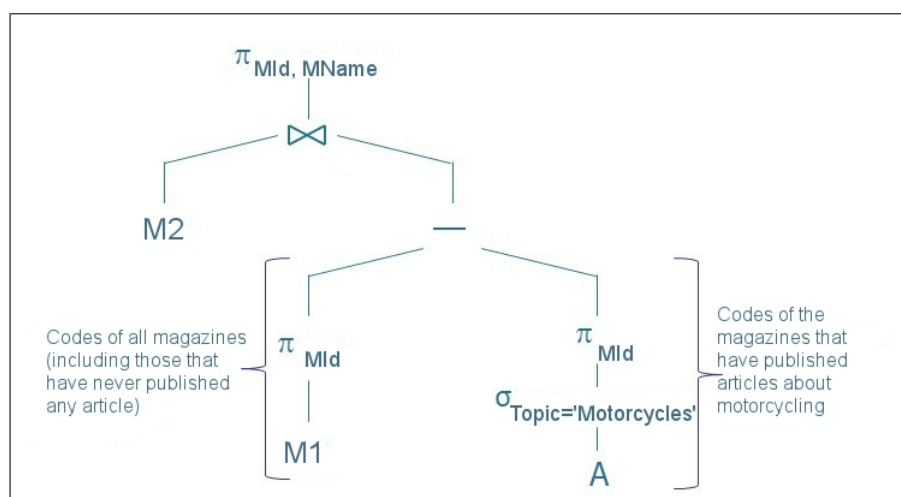 π MId, MName
⋈
M2
—
Codes of all magazines
(including those that
have never published
any article)
π MId
M1
π MId
σ Topic='Motorcycles'
A
Codes of the
magazines that
have published
articles about
motorcycling